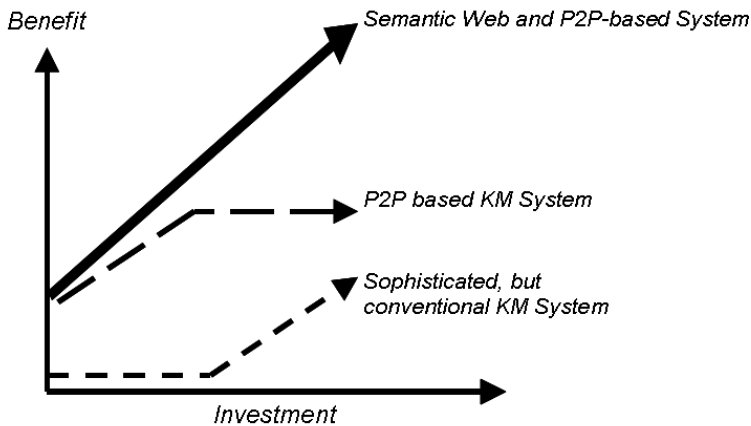 Benefit
Semantic Web and P2P-based System
P2P based KM System
Sophisticated, but
conventional KM System
Investment